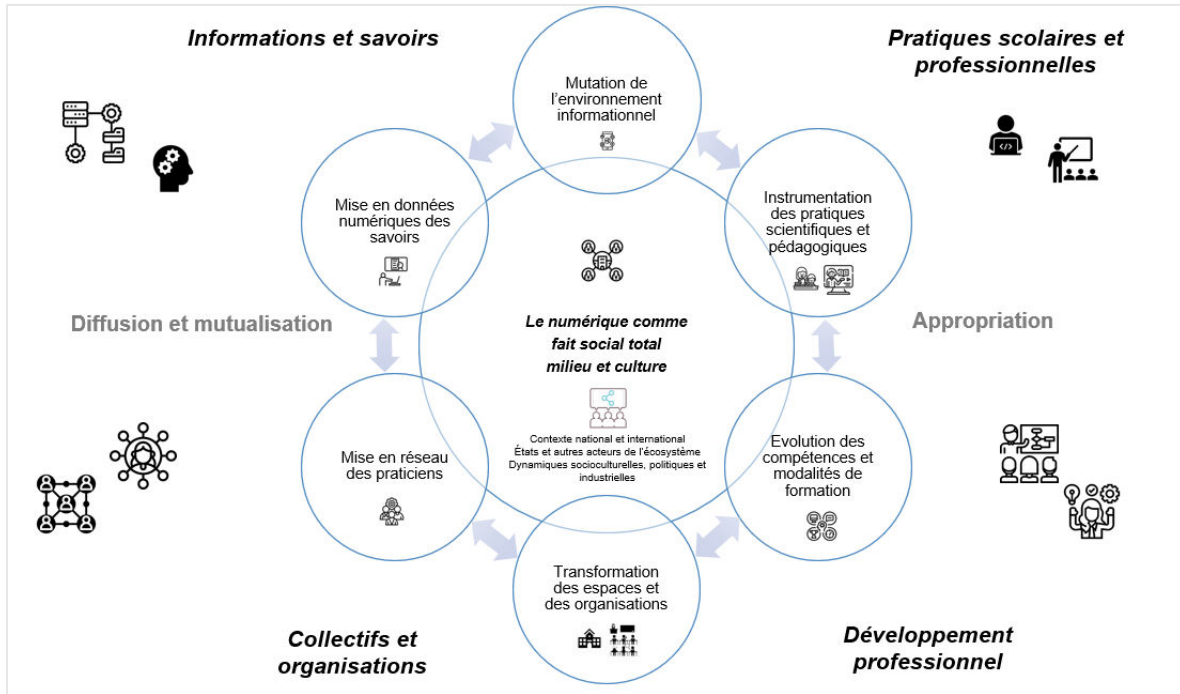 Informations et savoirs
Pratiques scolaires et
professionnelles
Mutation de
l'environnement
informationnel
Mise en données
numériques des
savoirs
Instrumentation
des pratiques
scientifiques et
pédagogiques
Diffusion et mutualisation
Le numérique comme
fait social total
milieu et culture
Appropriation
Contexte national et international
États et autres acteurs de l'écosystème
Dynamiques socioculturelles, politiques et
industrielles
Mise en réseau
des praticiens
Evolution des
compétences et
modalités de
formation
Transformation
des espaces et
des organisations
Collectifs et
organisations
Développement
professionnel